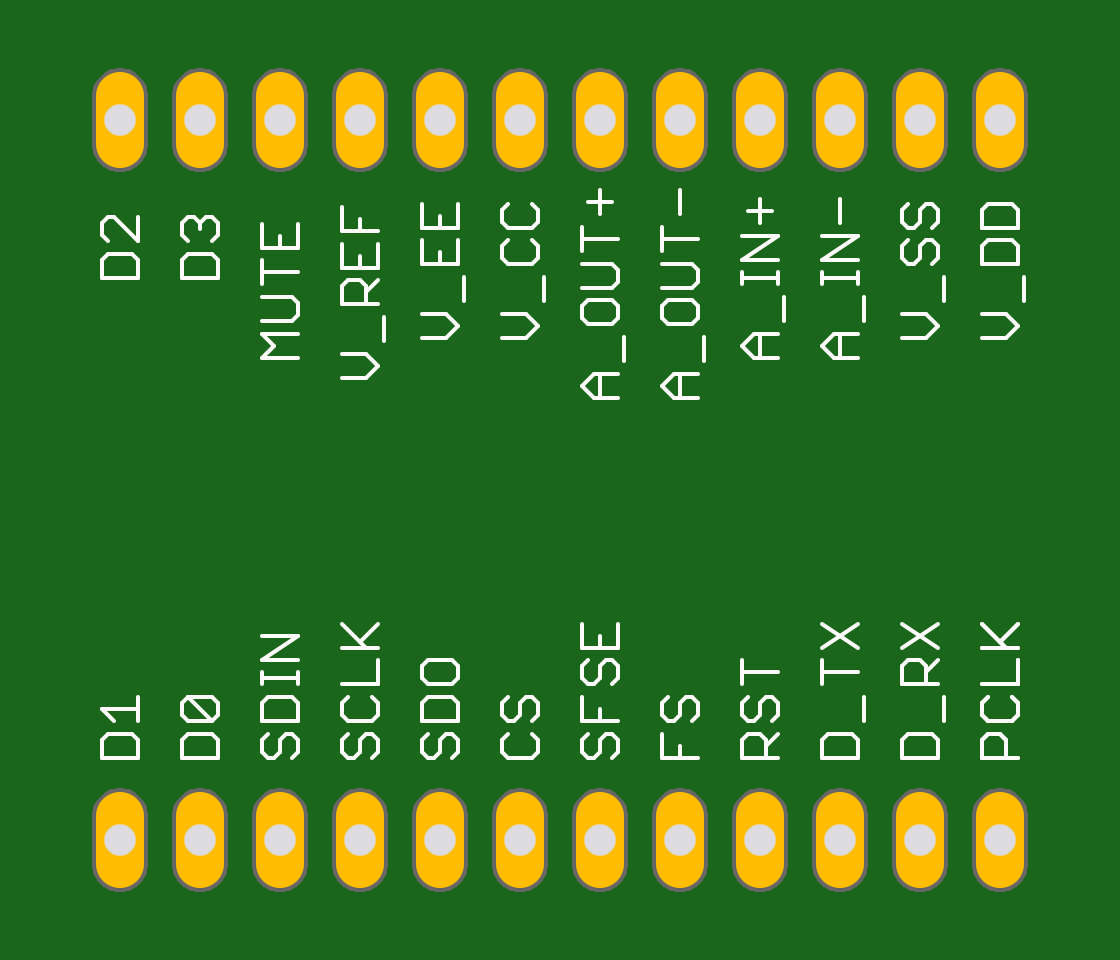 D2
D3
MUTE
V_REF
V_EE
V_CC
A_OUT+
A_OUT-
A_IN+
A_IN-
V_SS
V_DD
D1
D0
SDIN
SCLK
SDO
CS
SFSE
FS
RST
D_TX
D_RX
PCLK